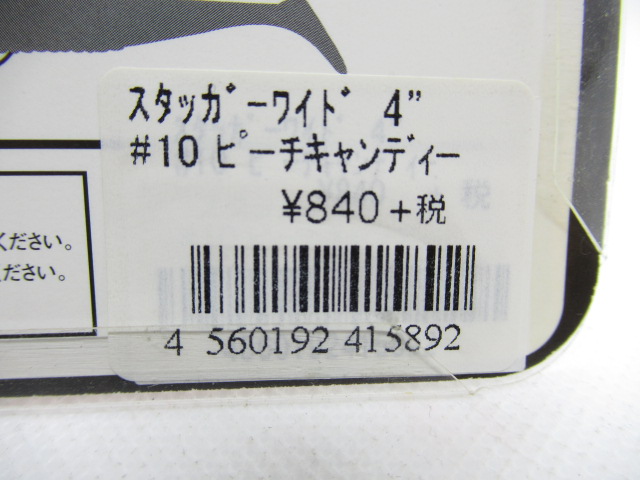 スタッガーワイド 4"
#10 ピーチキャンディー
¥840+税
ください。
ください。
4 560192 415892